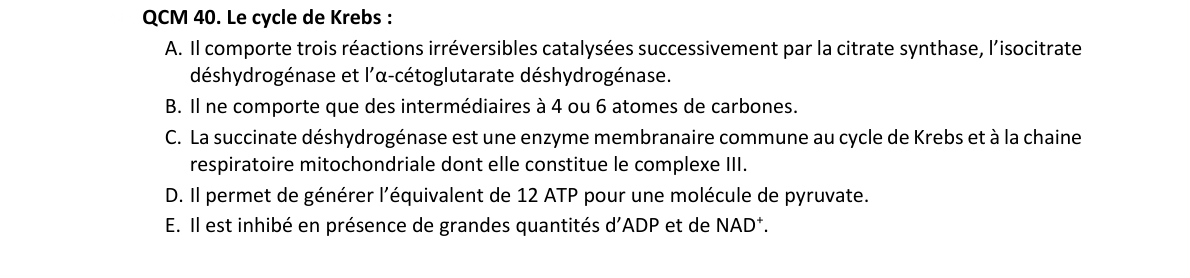 QCM 40. Le cycle de Krebs :
A. Il comporte trois réactions irréversibles catalysées successivement par la citrate synthase, l’isocitrate
déshydrogénase et l’α-cétoglutarate déshydrogénase.
B. Il ne comporte que des intermédiaires à 4 ou 6 atomes de carbones.
C. La succinate déshydrogénase est une enzyme membranaire commune au cycle de Krebs et à la chaine
respiratoire mitochondriale dont elle constitue le complexe III.
D. Il permet de générer l’équivalent de 12 ATP pour une molécule de pyruvate.
E. Il est inhibé en présence de grandes quantités d’ADP et de NAD⁺.